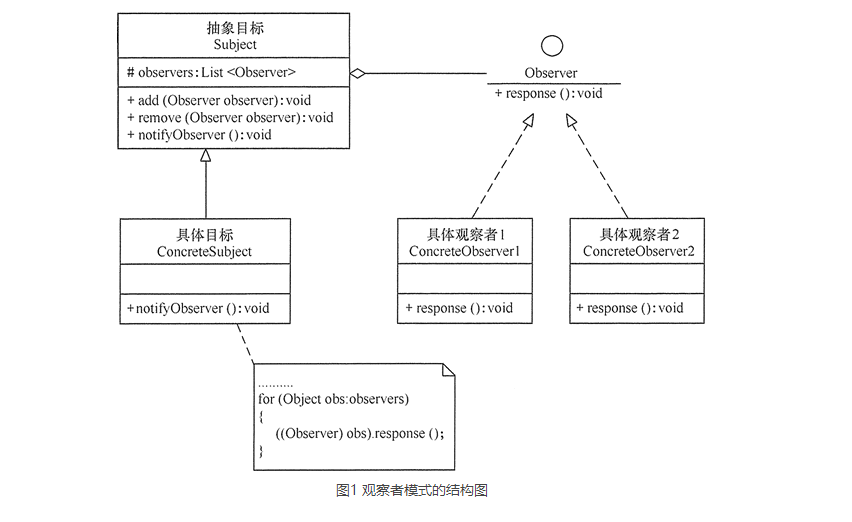 抽象目标
Subject
# observers:List <Observer>
+ add (Observer observer):void
+ remove (Observer observer):void
+ notifyObserver ():void
Observer
+ response ():void
具体目标
ConcreteSubject
+notifyObserver ():void
具体观察者1
ConcreteObserver1
+ response ():void
具体观察者2
ConcreteObserver2
+ response ():void
..........
for (Object obs:observers)
{
((Observer) obs).response ();
}
图1 观察者模式的结构图